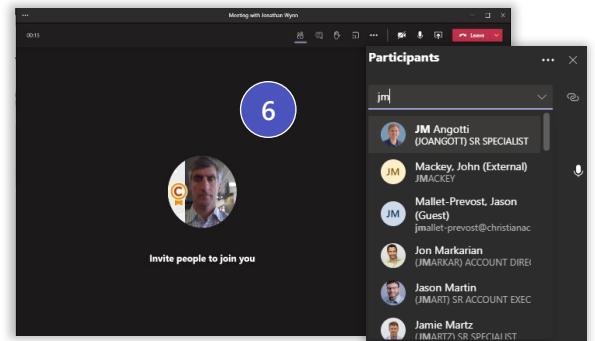 Meeting with Jonathan Wynn
00:15
Leave
6
C
Invite people to join you
Participants
jm
JM Angotti
(JOANGOTT) SR SPECIALIST
JM
Mackey, John (External)
JMACKEY
JM
Mallet-Prevost, Jason
(Guest)
jmallet-prevost@christianac
Jon Markarian
(JMARKAR) ACCOUNT DIRE
Jason Martin
(JMART) SR ACCOUNT EXEC
Jamie Martz
(JMARTZ) SR SPECIALIST